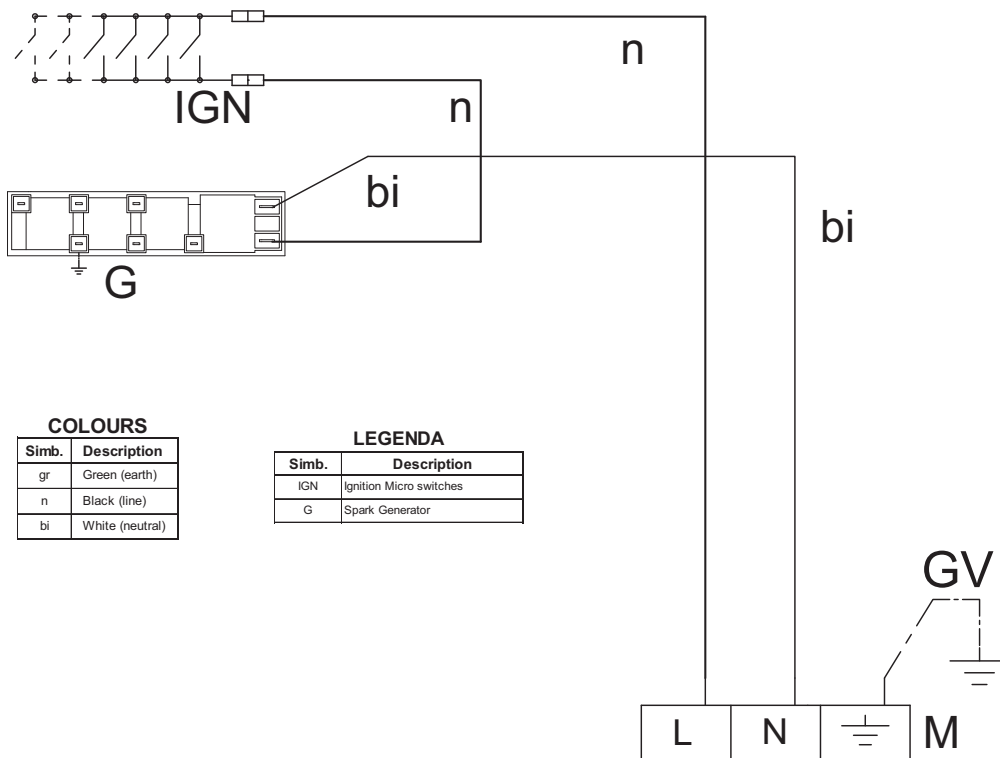 n
IGN
n
bi
bi
G
COLOURS
Simb. Description
gr Green (earth)
n Black (line)
bi White (neutral)
LEGENDA
Simb. Description
IGN Ignition Micro switches
G Spark Generator
GV
L N M